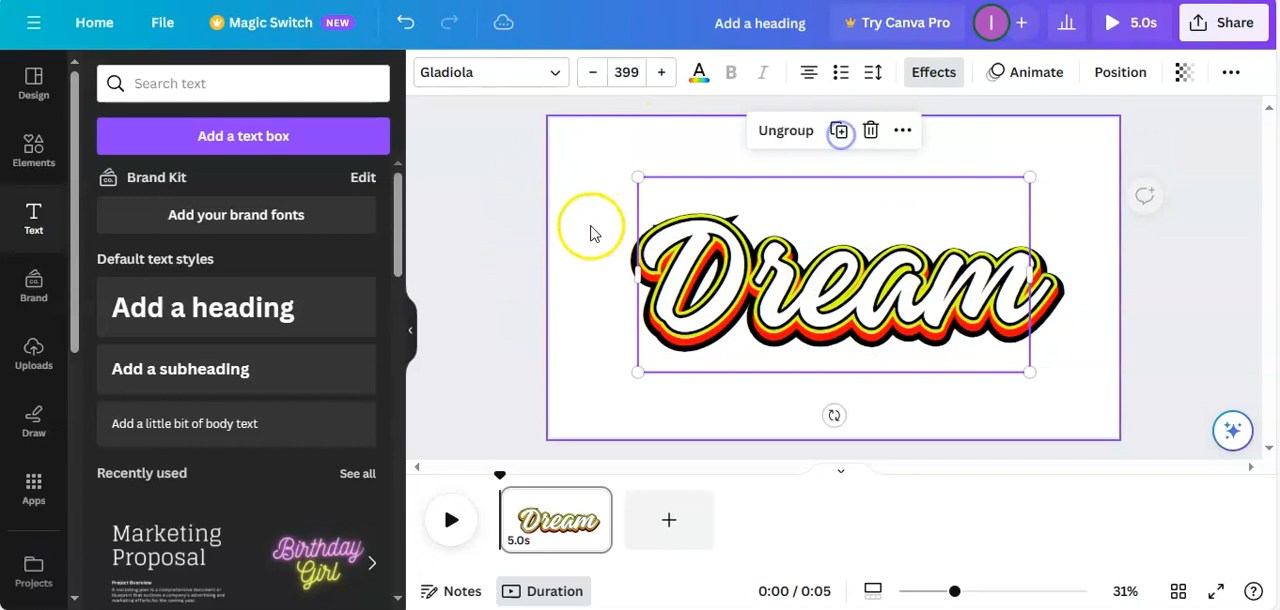 Home File Magic Switch NEW Add a heading Try Canva Pro I + 5.0s Share
Gladiola – 399 + A B I Effects Animate Position
Design
Elements
Text
Brand
Uploads
Draw
Apps
Projects
Search text
Add a text box
Brand Kit Edit
Add your brand fonts
Default text styles
Add a heading
Add a subheading
Add a little bit of body text
Recently used See all
Marketing
Proposal
Birthday
Girl
Ungroup
Dream
Dream
5.0s
Notes Duration 0:00 / 0:05 31%